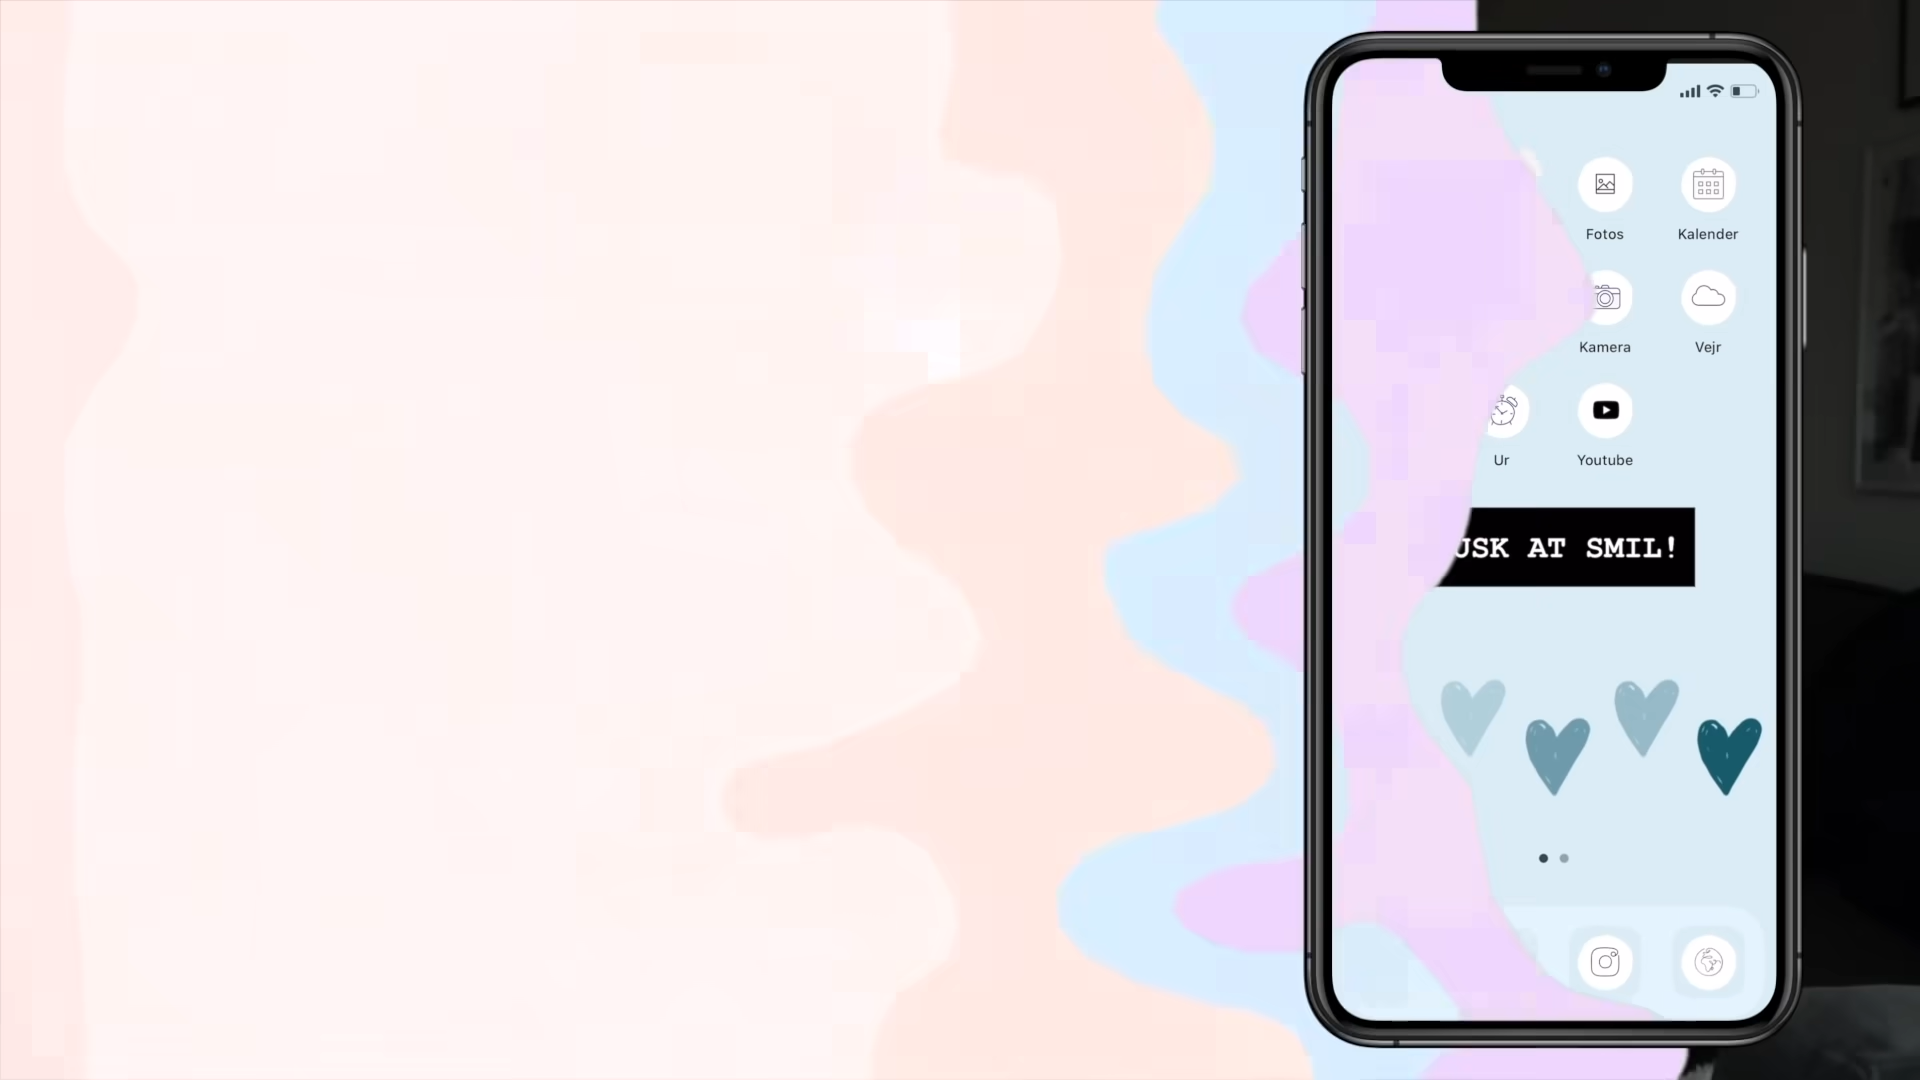 Fotos
Kalender
Kamera
Vejr
Ur
Youtube
USK AT SMIL!